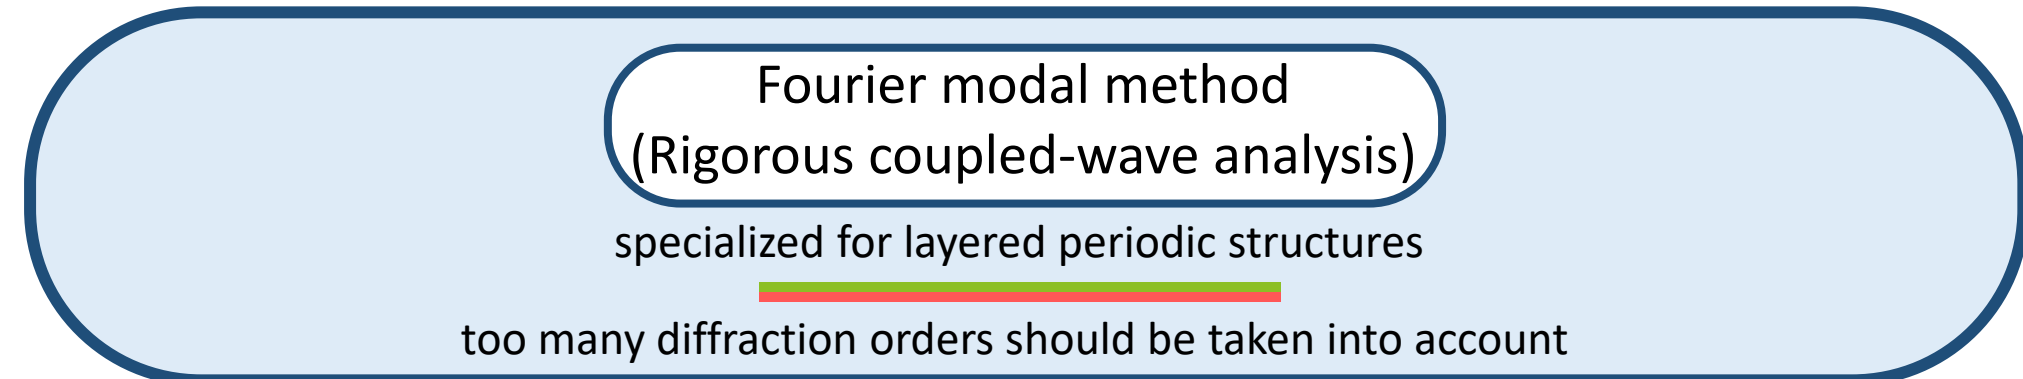 Fourier modal method
(Rigorous coupled-wave analysis)
specialized for layered periodic structures
too many diffraction orders should be taken into account